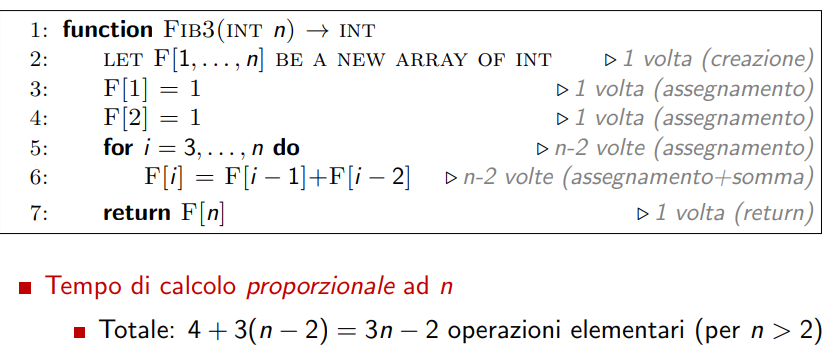 1: function FIB3(INT n) → INT
2: LET F[1, . . . , n] BE A NEW ARRAY OF INT ▷ 1 volta (creazione)
3: F[1] = 1 ▷ 1 volta (assegnamento)
4: F[2] = 1 ▷ 1 volta (assegnamento)
5: for i = 3, . . . , n do ▷ n-2 volte (assegnamento)
6: F[i] = F[i − 1]+F[i − 2] ▷ n-2 volte (assegnamento+somma)
7: return F[n] ▷ 1 volta (return)
Tempo di calcolo proporzionale ad n
Totale: 4 + 3(n − 2) = 3n − 2 operazioni elementari (per n > 2)